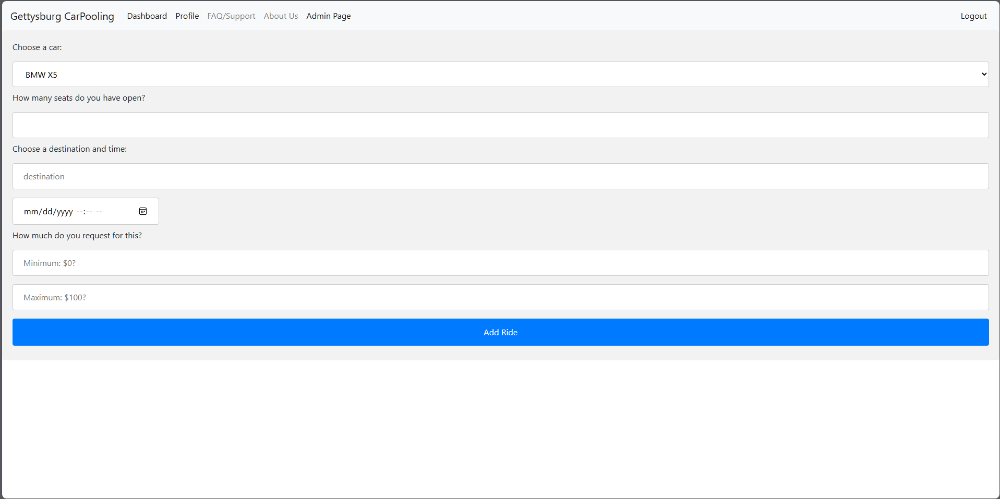 Gettysburg CarPooling Dashboard Profile FAQ/Support About Us Admin Page Logout
Choose a car:
BMW X5
How many seats do you have open?
Choose a destination and time:
destination
mm/dd/yyyy --:-- --
How much do you request for this?
Minimum: $0?
Maximum: $100?
Add Ride